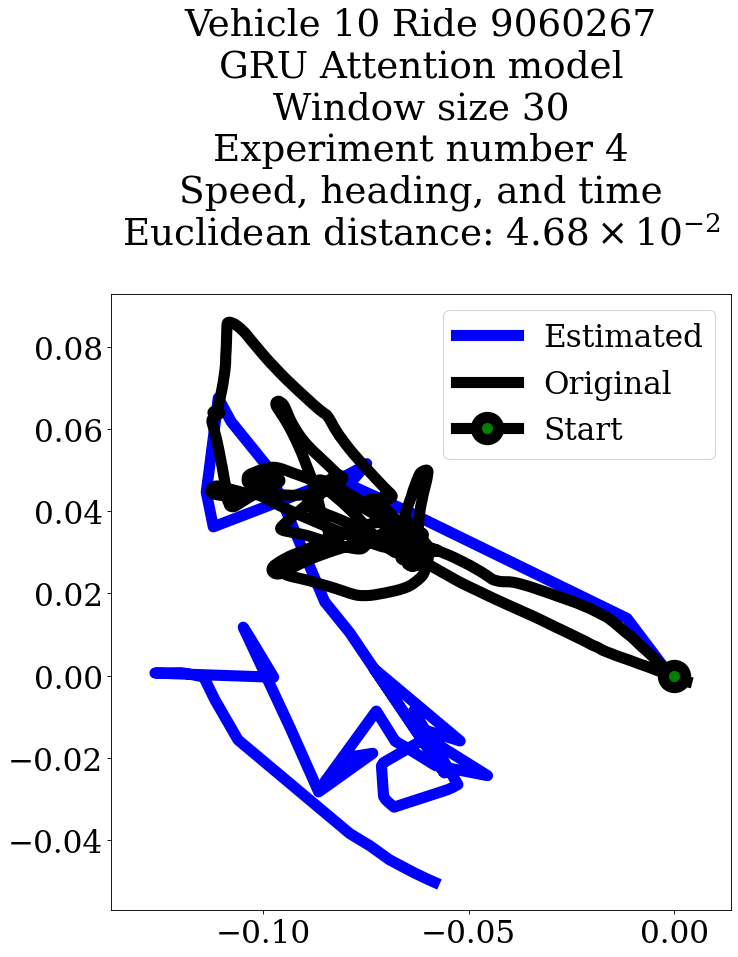 Vehicle 10 Ride 9060267
GRU Attention model
Window size 30
Experiment number 4
Speed, heading, and time
Euclidean distance: 4.68 × 10⁻²
Estimated
Original
Start
0.08
0.06
0.04
0.02
0.00
−0.02
−0.04
−0.10
−0.05
0.00